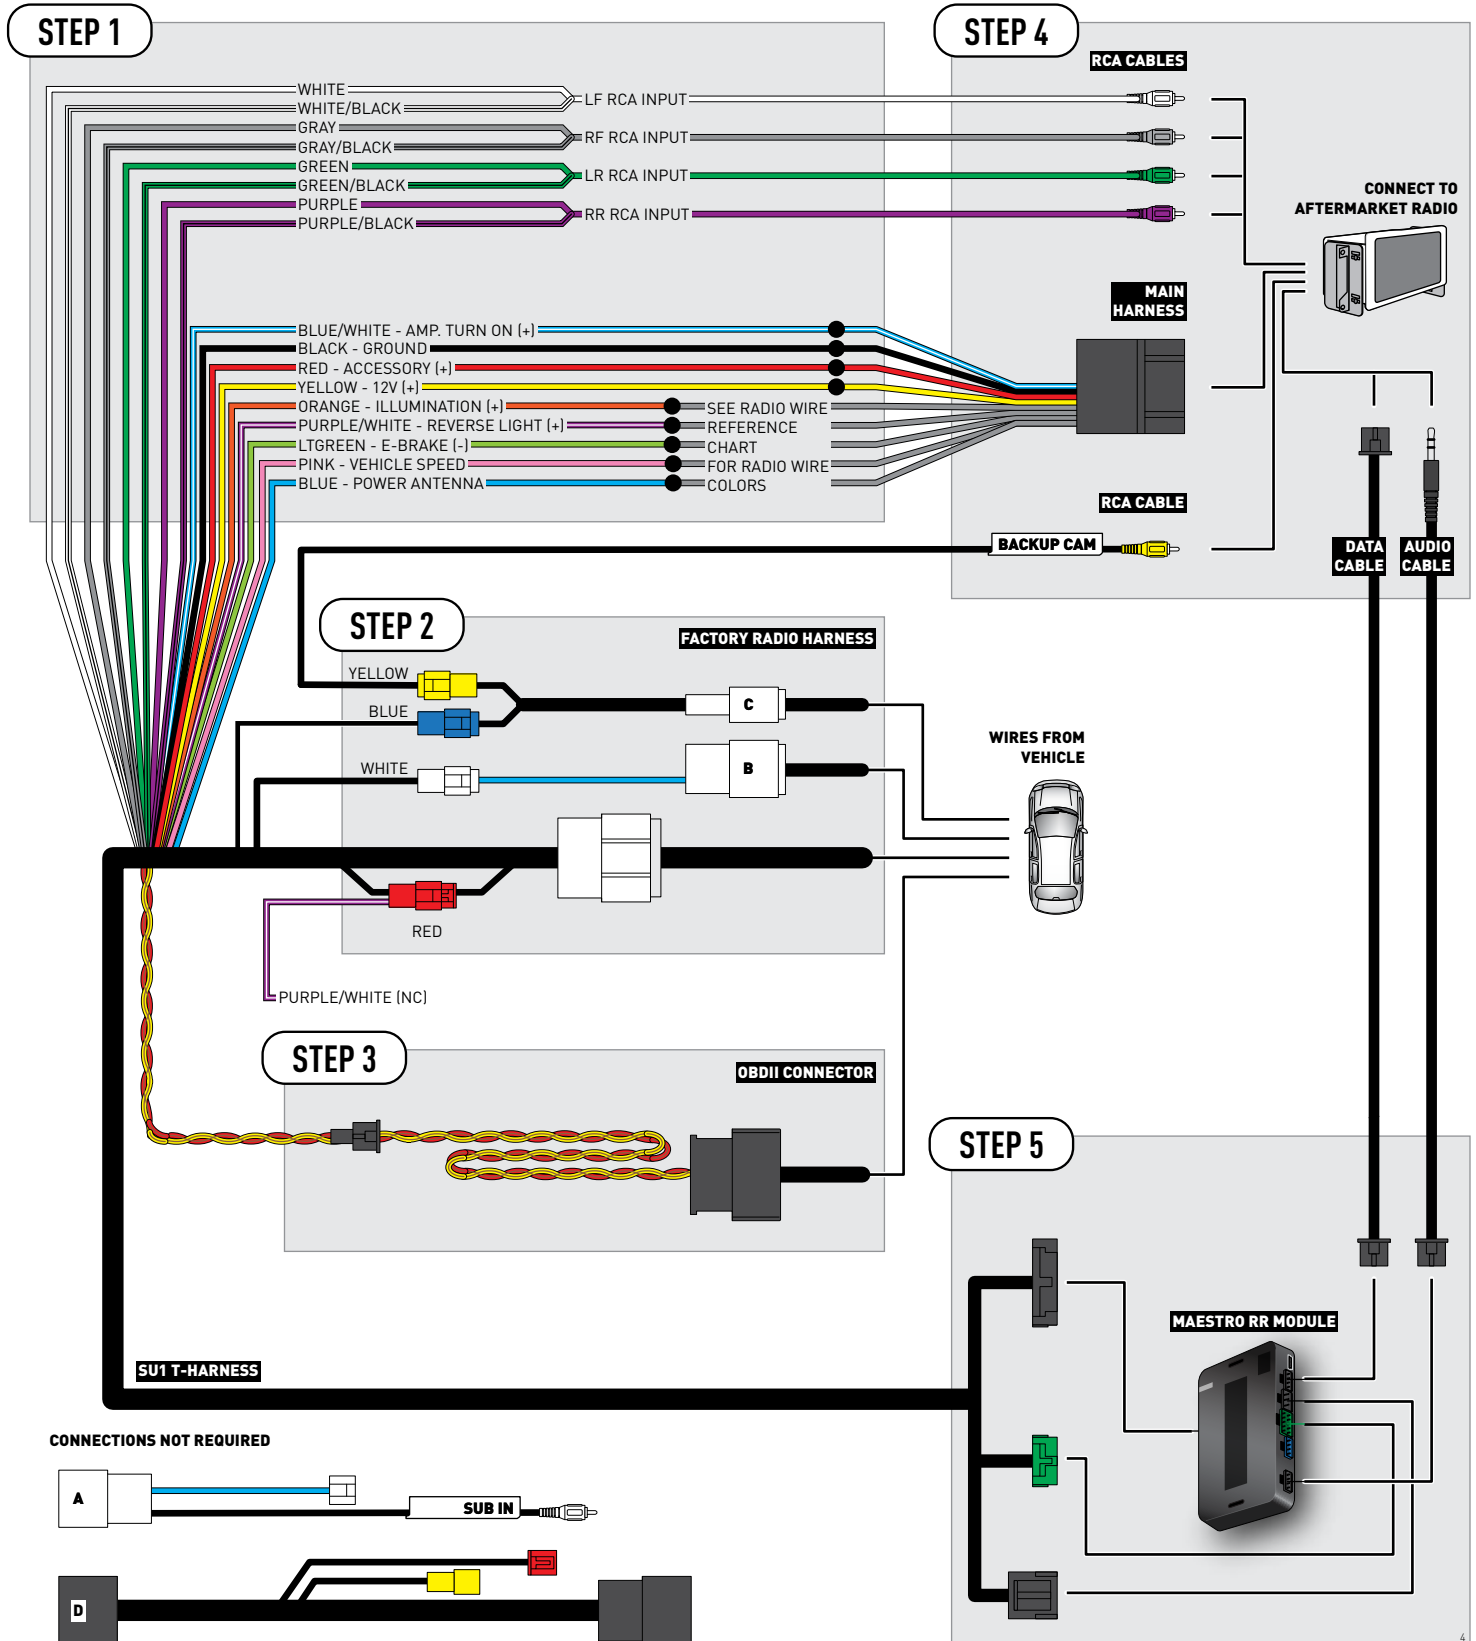 STEP 1
WHITE
WHITE/BLACK
LF RCA INPUT
GRAY
GRAY/BLACK
RF RCA INPUT
GREEN
GREEN/BLACK
LR RCA INPUT
PURPLE
PURPLE/BLACK
RR RCA INPUT
BLUE/WHITE - AMP. TURN ON (+)
BLACK - GROUND
RED - ACCESSORY (+)
YELLOW - 12V (+)
ORANGE - ILLUMINATION (+)
PURPLE/WHITE - REVERSE LIGHT (+)
LTGREEN - E-BRAKE (-)
PINK - VEHICLE SPEED
BLUE - POWER ANTENNA
SEE RADIO WIRE
REFERENCE
CHART
FOR RADIO WIRE
COLORS
STEP 4
RCA CABLES
CONNECT TO
AFTERMARKET RADIO
MAIN
HARNESS
RCA CABLE
BACKUP CAM
DATA
CABLE
AUDIO
CABLE
STEP 2
FACTORY RADIO HARNESS
YELLOW
BLUE
C
WHITE
B
RED
PURPLE/WHITE (NC)
WIRES FROM
VEHICLE
STEP 3
OBDII CONNECTOR
STEP 5
MAESTRO RR MODULE
SU1 T-HARNESS
CONNECTIONS NOT REQUIRED
A
SUB IN
D
4